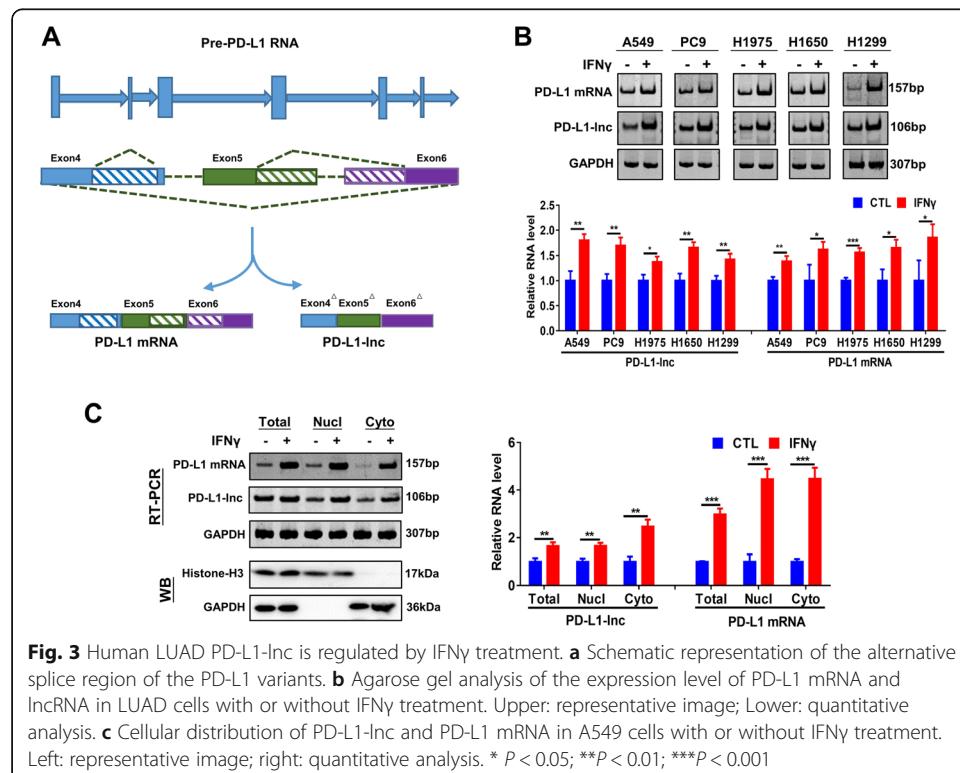 A
Pre-PD-L1 RNA
Exon4 Exon5 Exon6
Exon4 Exon5 Exon6
PD-L1 mRNA
Exon4△ Exon5△ Exon6△
PD-L1-lnc
B
A549 PC9 H1975 H1650 H1299
IFNγ - + - + - + - + - +
PD-L1 mRNA 157bp
PD-L1-lnc 106bp
GAPDH 307bp
CTL IFNγ
Relative RNA level
2.5
2.0
1.5
1.0
0.5
0.0
** ** * ** ** ** * *** * *
A549 PC9 H1975 H1650 H1299 A549 PC9 H1975 H1650 H1299
PD-L1-lnc PD-L1 mRNA
C
Total Nucl Cyto
IFNγ - + - + - +
RT-PCR
PD-L1 mRNA 157bp
PD-L1-lnc 106bp
GAPDH 307bp
WB
Histone-H3 17kDa
GAPDH 36kDa
CTL IFNγ
Relative RNA level
6
4
2
0
** ** ** *** *** ***
Total Nucl Cyto Total Nucl Cyto
PD-L1-lnc PD-L1 mRNA
Fig. 3 Human LUAD PD-L1-lnc is regulated by IFNγ treatment. a Schematic representation of the alternative
splice region of the PD-L1 variants. b Agarose gel analysis of the expression level of PD-L1 mRNA and
lncRNA in LUAD cells with or without IFNγ treatment. Upper: representative image; Lower: quantitative
analysis. c Cellular distribution of PD-L1-lnc and PD-L1 mRNA in A549 cells with or without IFNγ treatment.
Left: representative image; right: quantitative analysis. * P < 0.05; **P < 0.01; ***P < 0.001